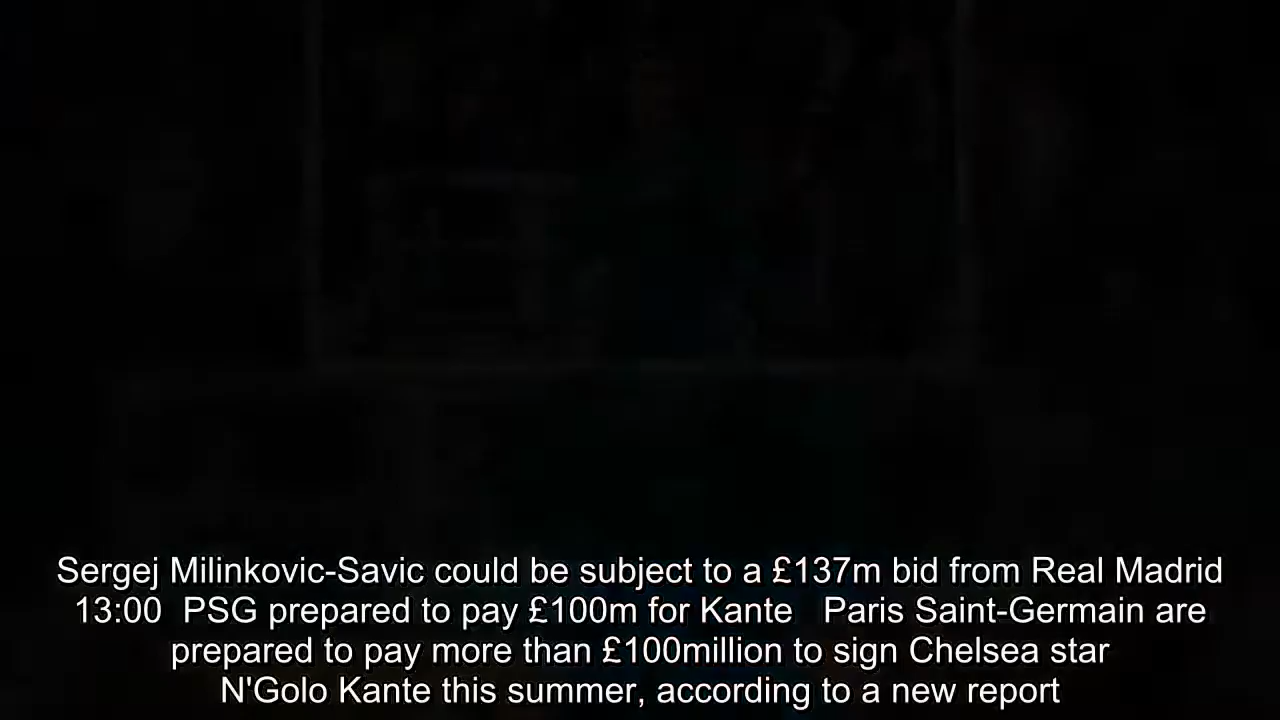 Sergej Milinkovic-Savic could be subject to a £137m bid from Real Madrid
13:00  PSG prepared to pay £100m for Kante   Paris Saint-Germain are
prepared to pay more than £100million to sign Chelsea star
N'Golo Kante this summer, according to a new report